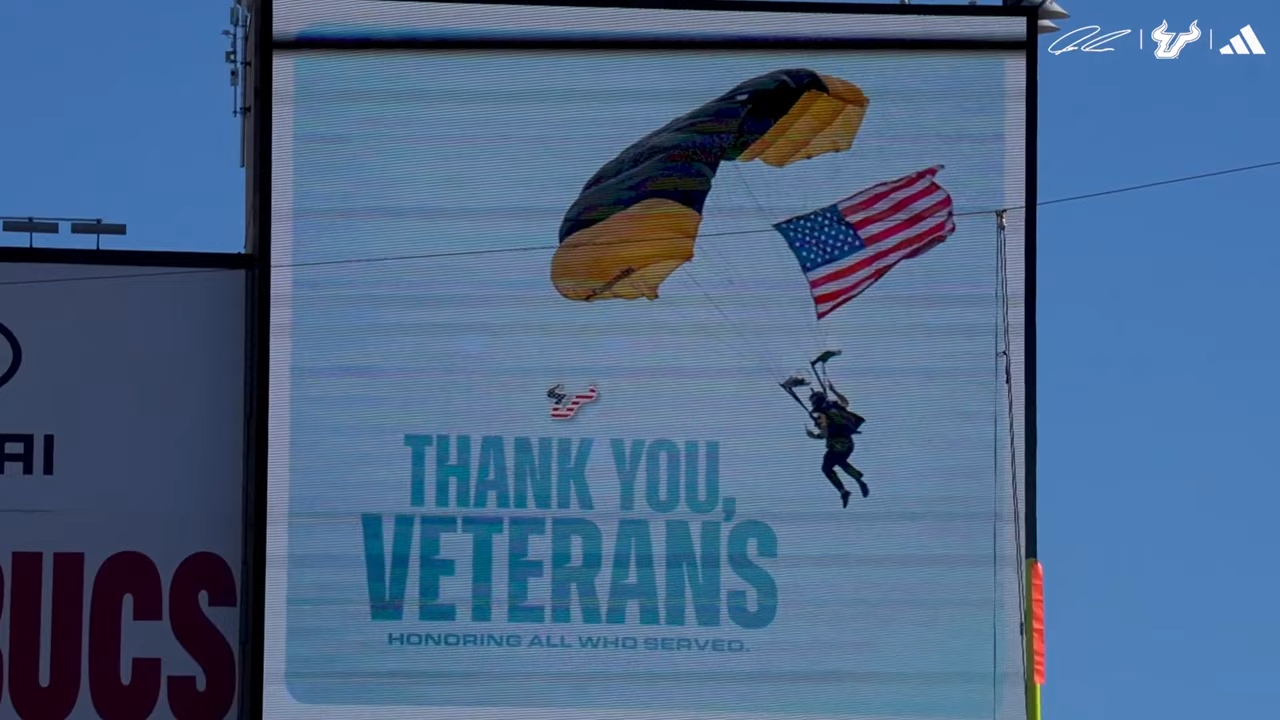 THANK YOU,
VETERANS
HONORING ALL WHO SERVED.
AI
BUCS